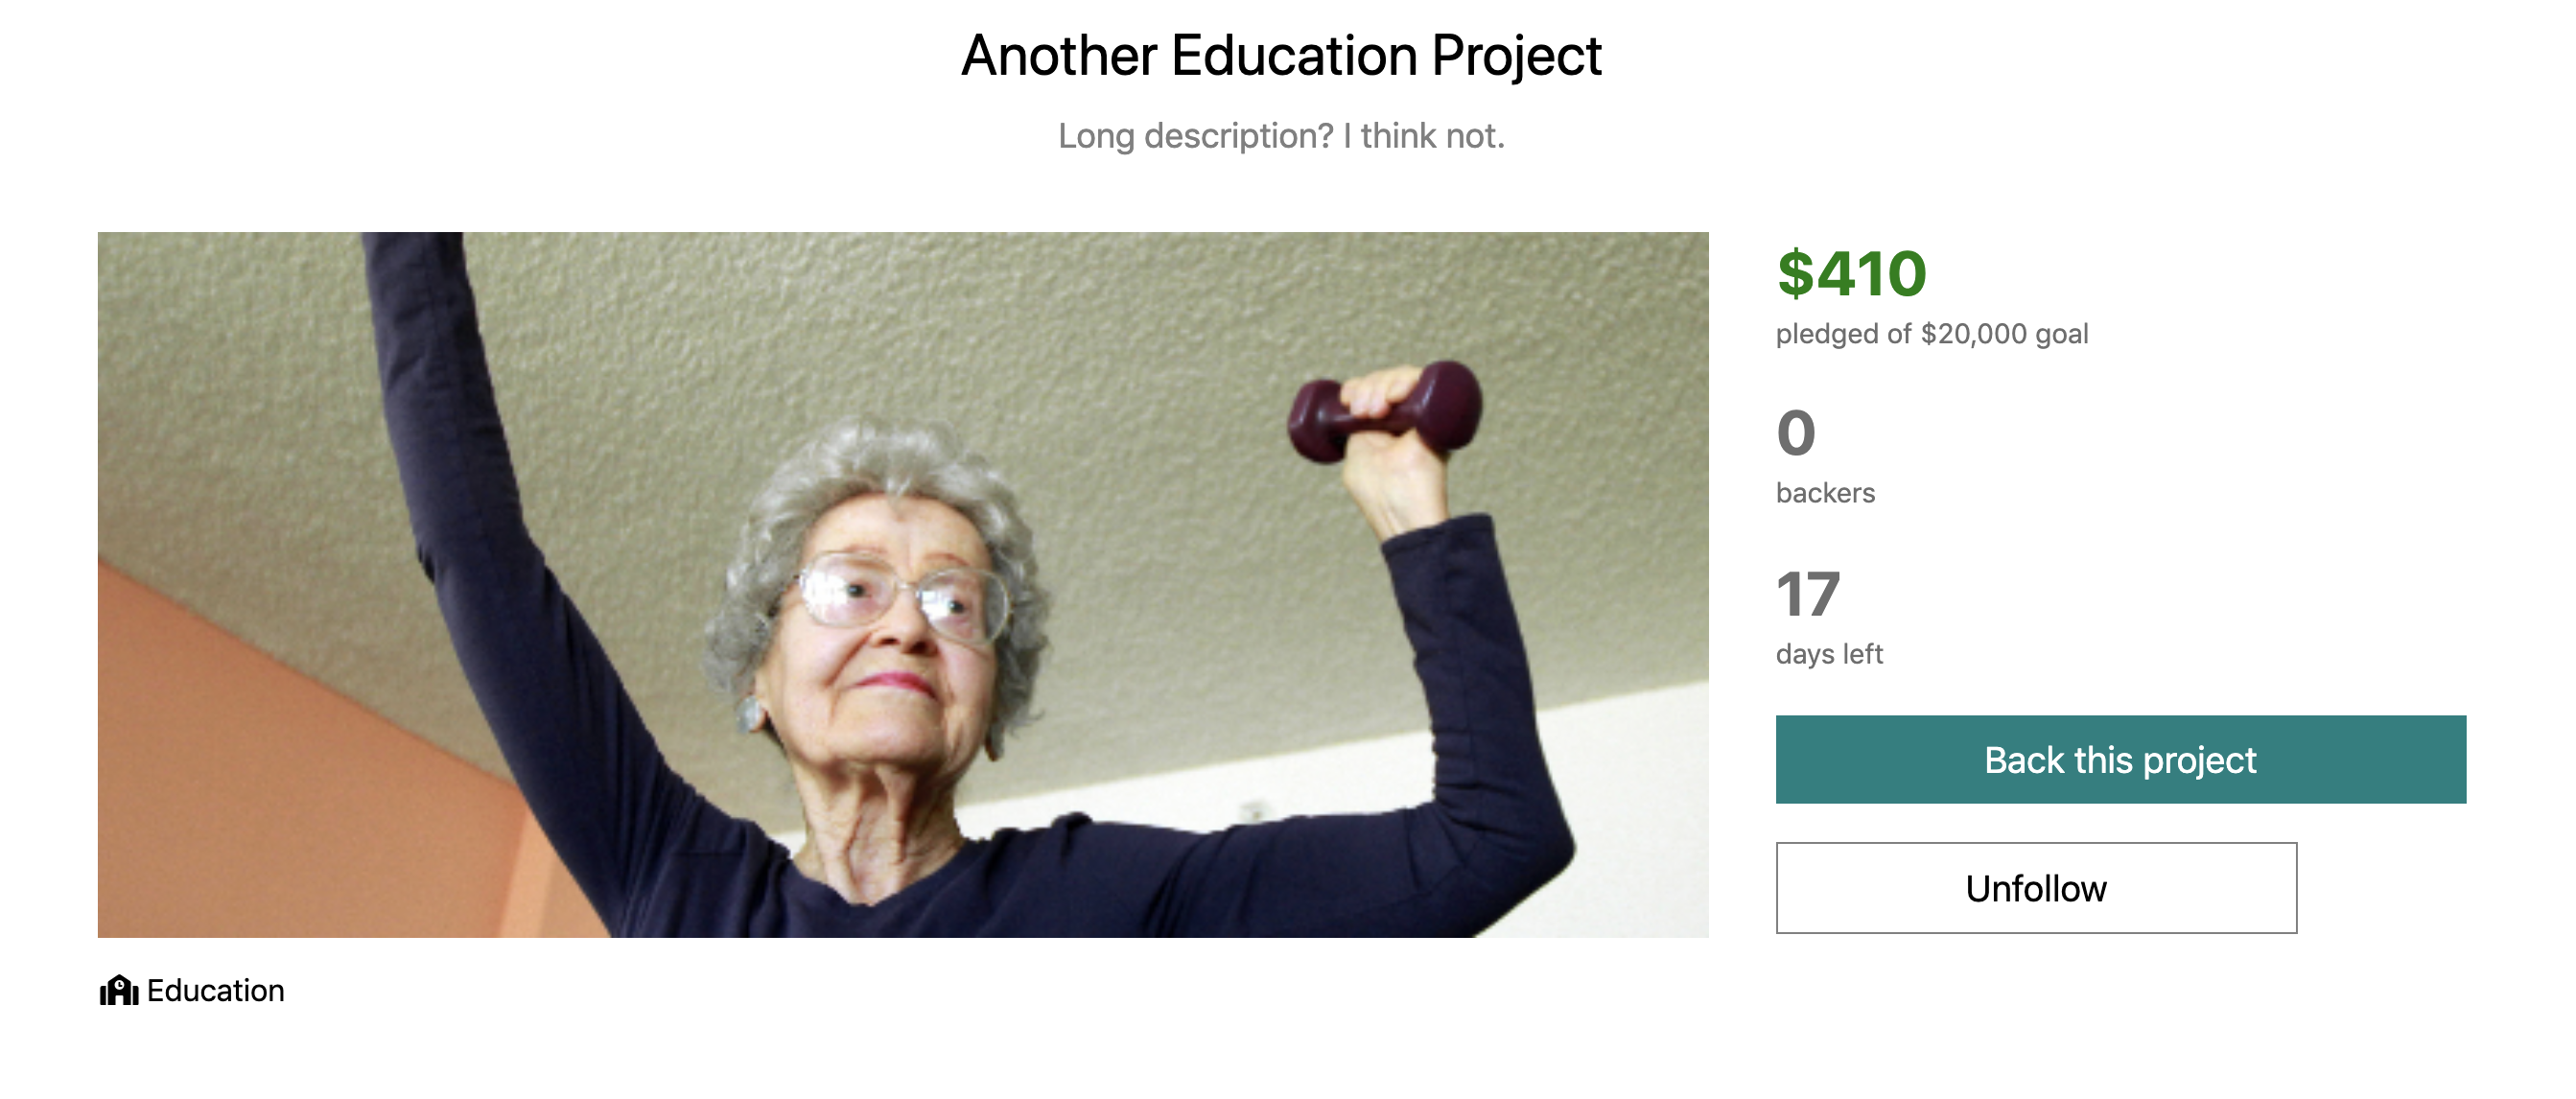 Another Education Project
Long description? I think not.
$410
pledged of $20,000 goal
0
backers
17
days left
Back this project
Unfollow
Education